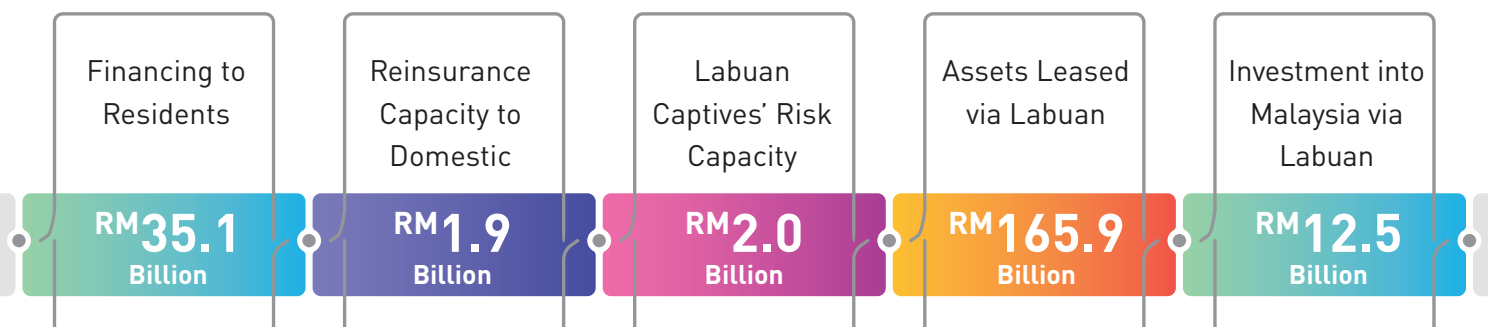 Financing to
Residents
RM35.1
Billion
Reinsurance
Capacity to
Domestic
RM1.9
Billion
Labuan
Captives’ Risk
Capacity
RM2.0
Billion
Assets Leased
via Labuan
RM165.9
Billion
Investment into
Malaysia via
Labuan
RM12.5
Billion